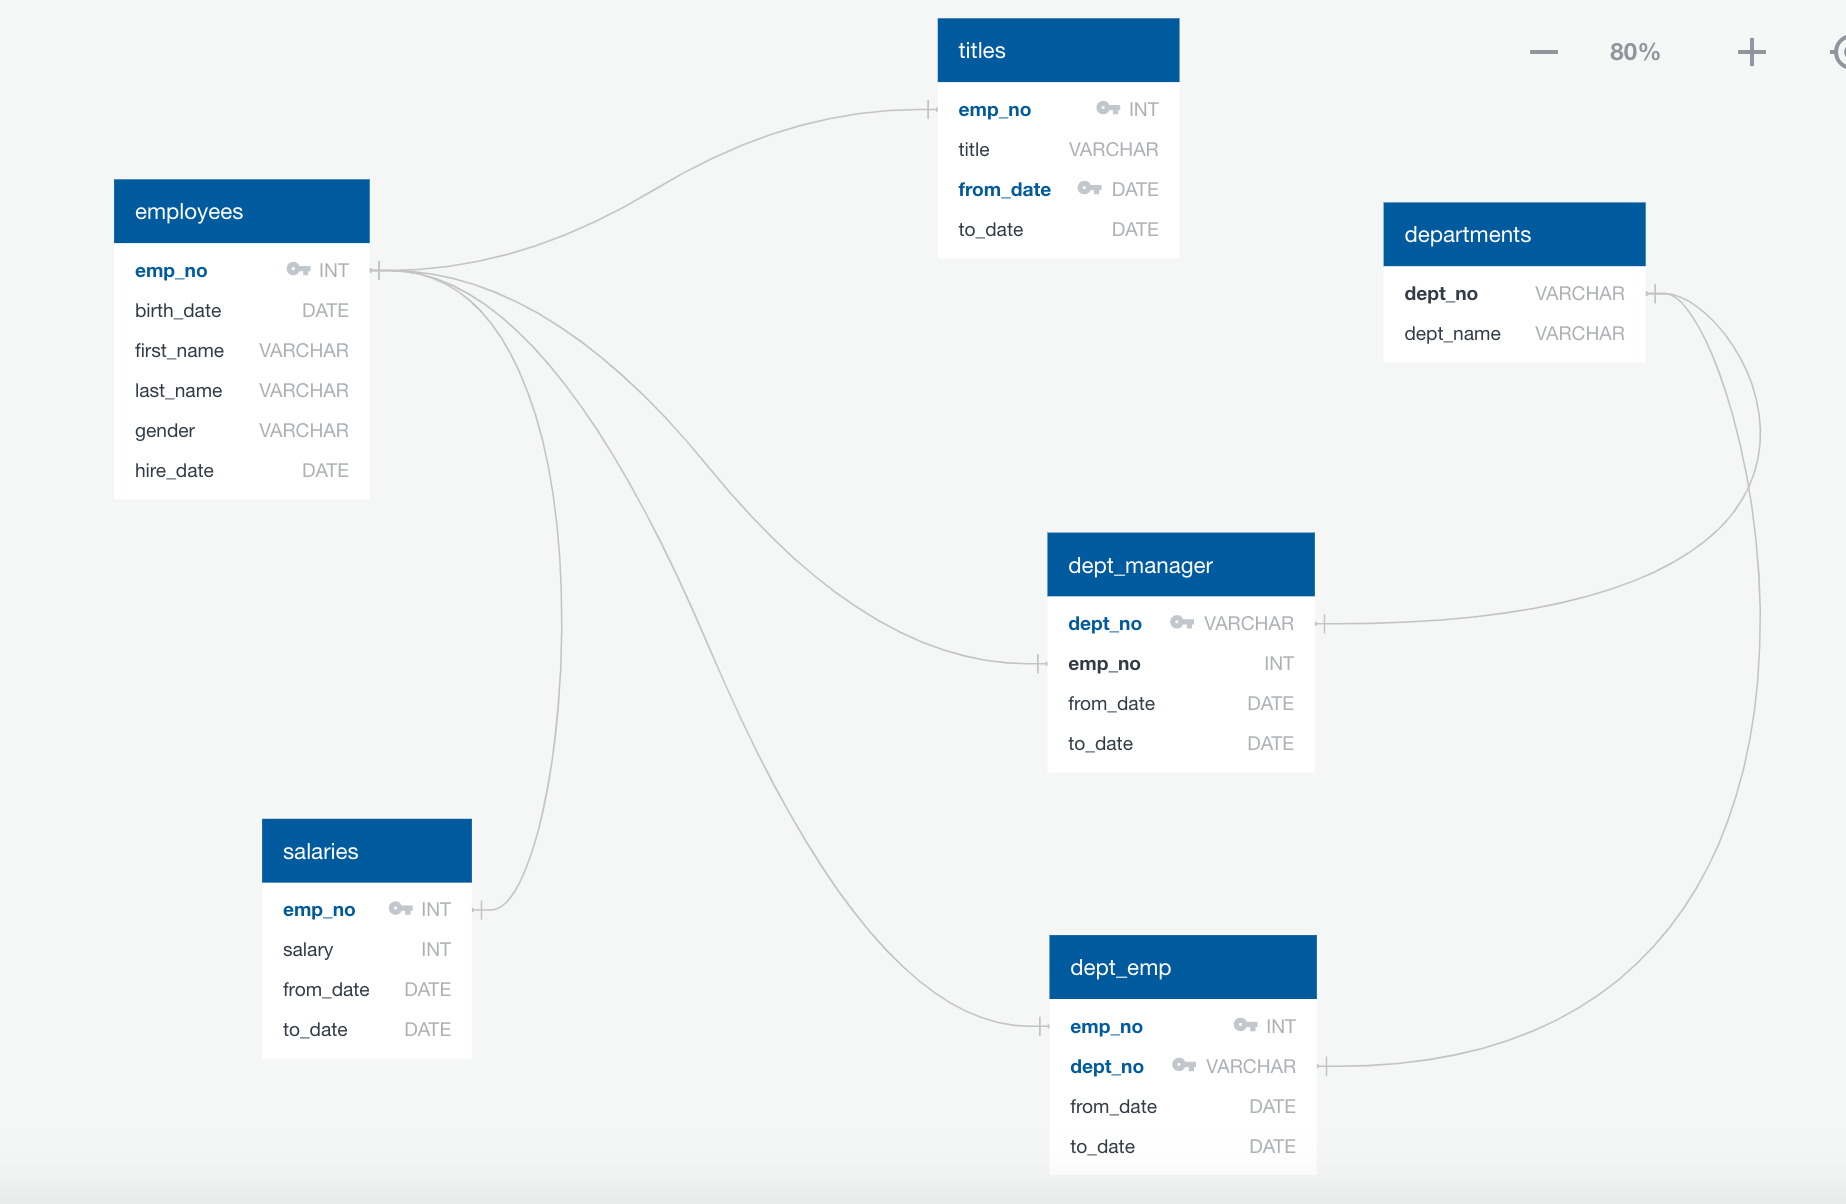 80%
titles
emp_no INT
title VARCHAR
from_date DATE
to_date DATE
employees
emp_no INT
birth_date DATE
first_name VARCHAR
last_name VARCHAR
gender VARCHAR
hire_date DATE
departments
dept_no VARCHAR
dept_name VARCHAR
dept_manager
dept_no VARCHAR
emp_no INT
from_date DATE
to_date DATE
salaries
emp_no INT
salary INT
from_date DATE
to_date DATE
dept_emp
emp_no INT
dept_no VARCHAR
from_date DATE
to_date DATE